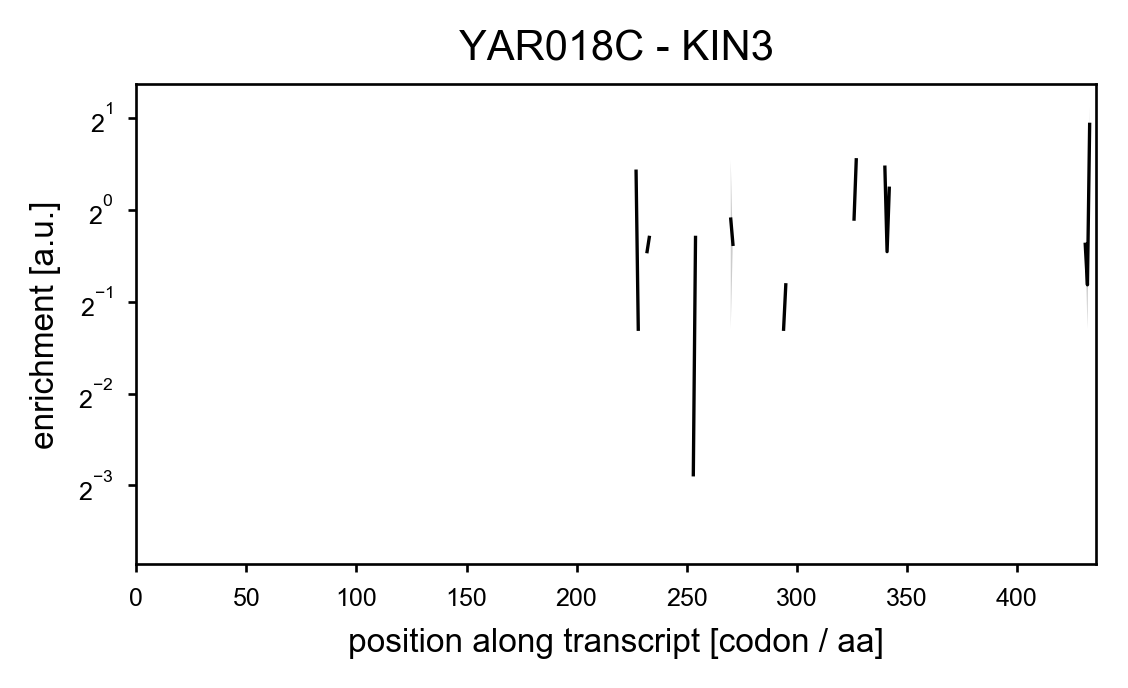 YAR018C - KIN3
enrichment [a.u.]
2^1
2^0
2^−1
2^−2
2^−3
0 50 100 150 200 250 300 350 400
position along transcript [codon / aa]